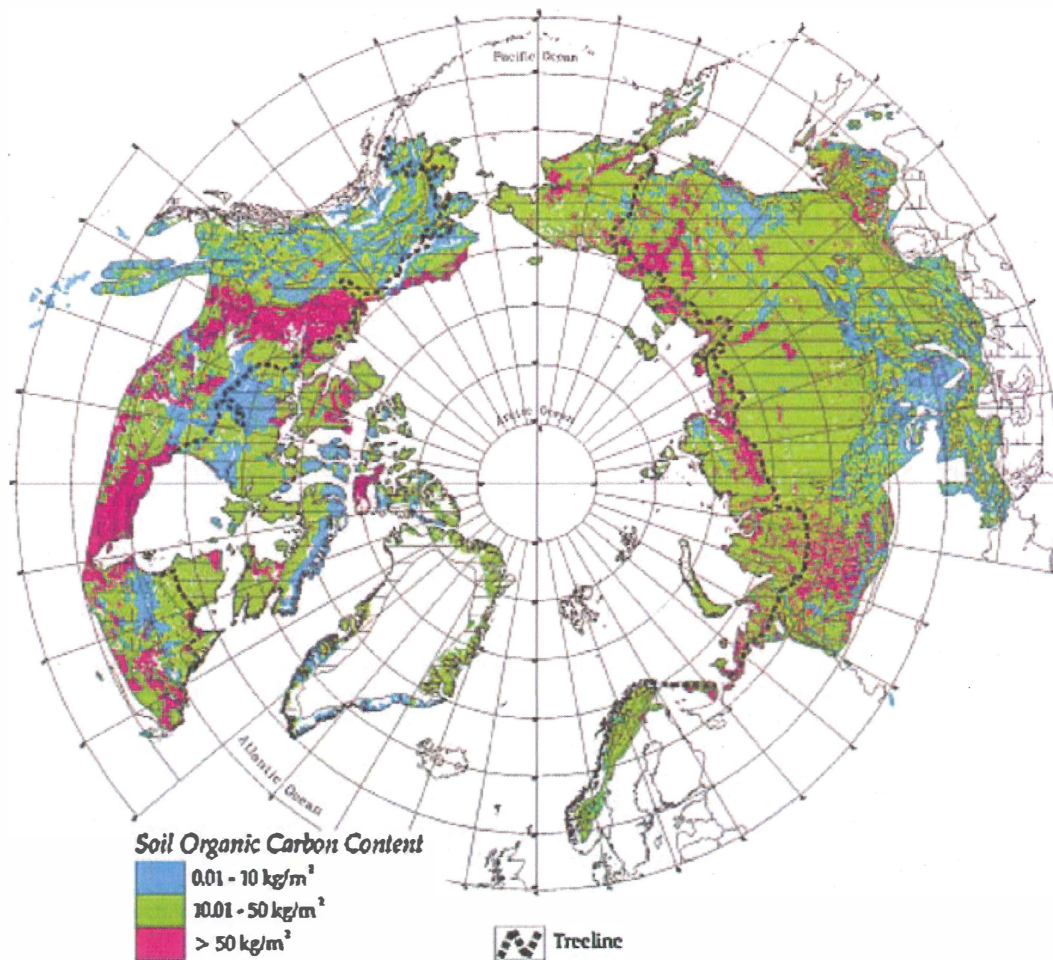 Pacific Ocean
Arctic Ocean
Atlantic Ocean
Soil Organic Carbon Content
0.01 - 10 kg/m²
10.01 - 50 kg/m²
> 50 kg/m²
Treeline